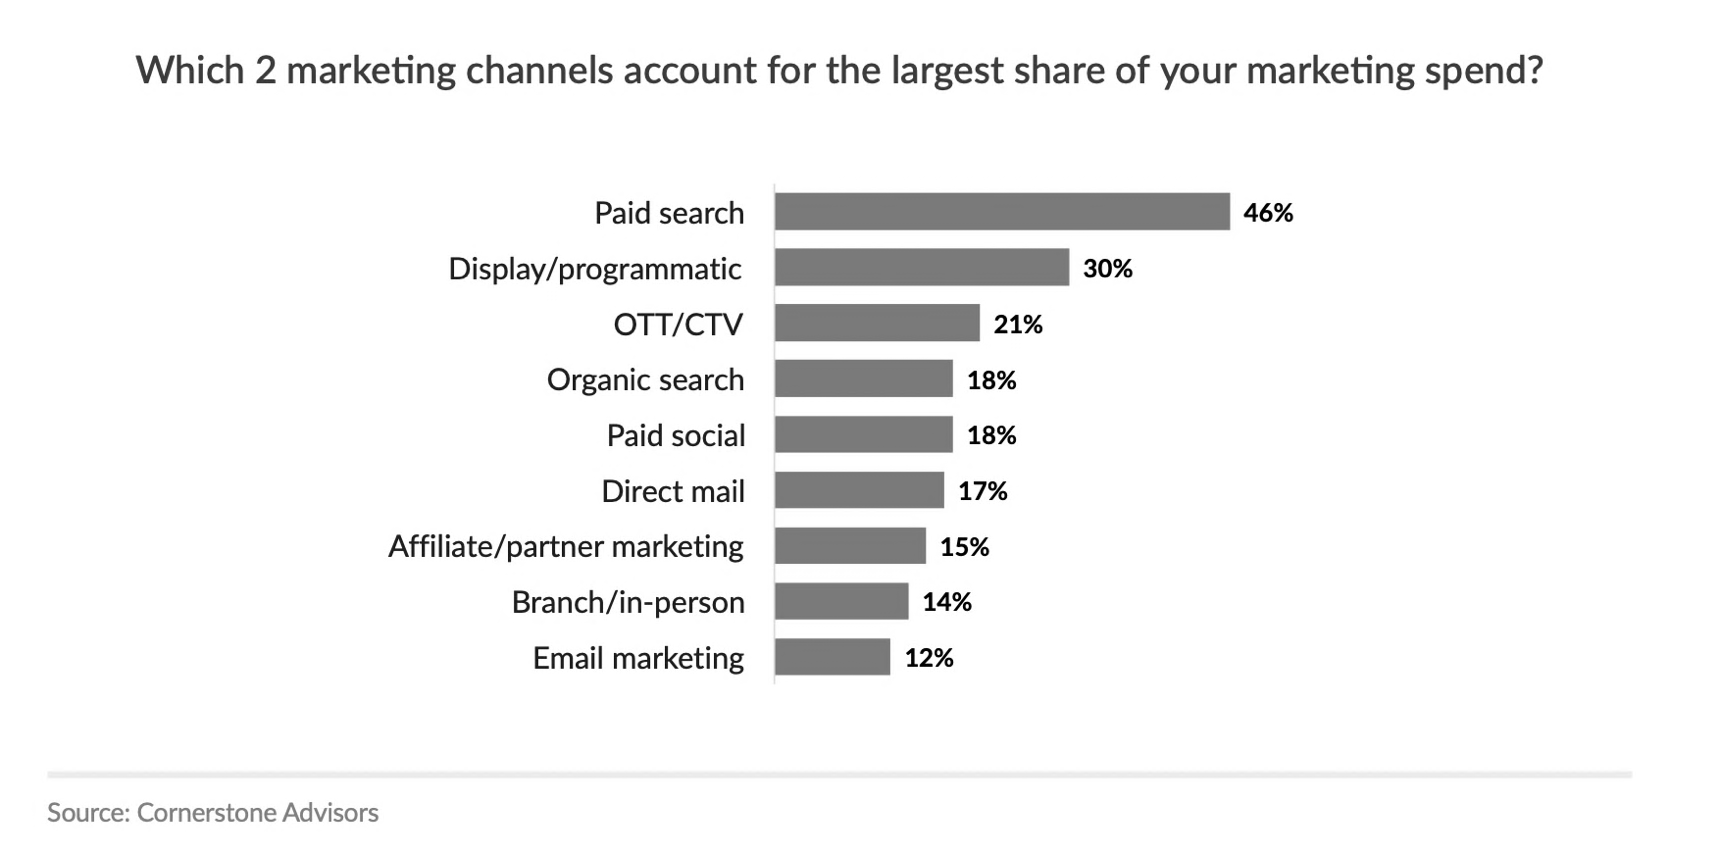 Which 2 marketing channels account for the largest share of your marketing spend?
Paid search 46%
Display/programmatic 30%
OTT/CTV 21%
Organic search 18%
Paid social 18%
Direct mail 17%
Affiliate/partner marketing 15%
Branch/in-person 14%
Email marketing 12%
Source: Cornerstone Advisors